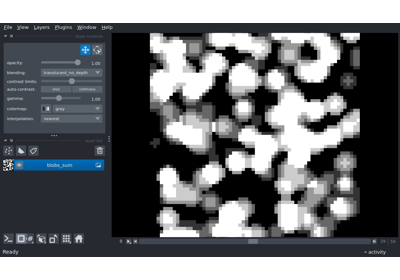 File View Layers Plugins Window Help
opacity: 1.00
blending: translucent_no_depth
contrast limits:
auto-contrast: once continuous
gamma: 1.00
colormap: gray
interpolation: nearest
blobs_sum
Ready
activity